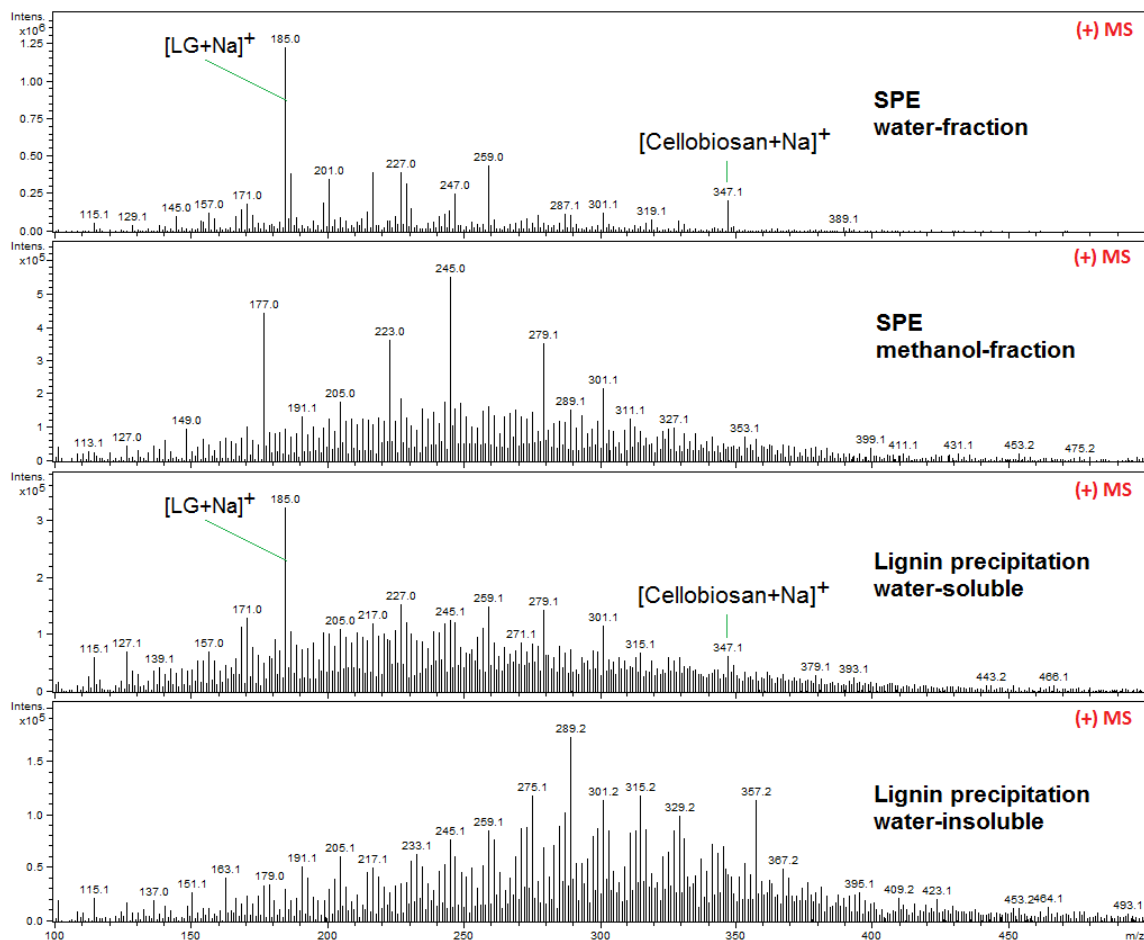 Intens.
x10⁶
1.25
1.00
0.75
0.50
0.25
0.00
[LG+Na]⁺
185.0
(+) MS
SPE
water-fraction
[Cellobiosan+Na]⁺
115.1 129.1 145.0 157.0 171.0 201.0 227.0 247.0 259.0 287.1 301.1 319.1 347.1 389.1
Intens.
x10⁵
5
4
3
2
1
0
(+) MS
SPE
methanol-fraction
113.1 127.0 149.0 177.0 191.1 205.0 223.0 245.0 279.1 289.1 301.1 311.1 327.1 353.1 399.1 411.1 431.1 453.2 475.2
Intens.
x10⁵
3
2
1
0
[LG+Na]⁺
185.0
(+) MS
Lignin precipitation
water-soluble
[Cellobiosan+Na]⁺
115.1 127.1 139.1 157.0 171.0 205.0 217.0 227.0 245.1 259.1 271.1 279.1 301.1 315.1 347.1 379.1 393.1 443.2 466.1
Intens.
x10⁵
1.5
1.0
0.5
0.0
(+) MS
Lignin precipitation
water-insoluble
115.1 137.0 151.1 163.1 179.0 191.1 205.1 217.1 233.1 245.1 259.1 275.1 289.2 301.2 315.2 329.2 357.2 367.2 395.1 409.2 423.1 453.2 464.1 493.1
100 150 200 250 300 350 400 450 m/z